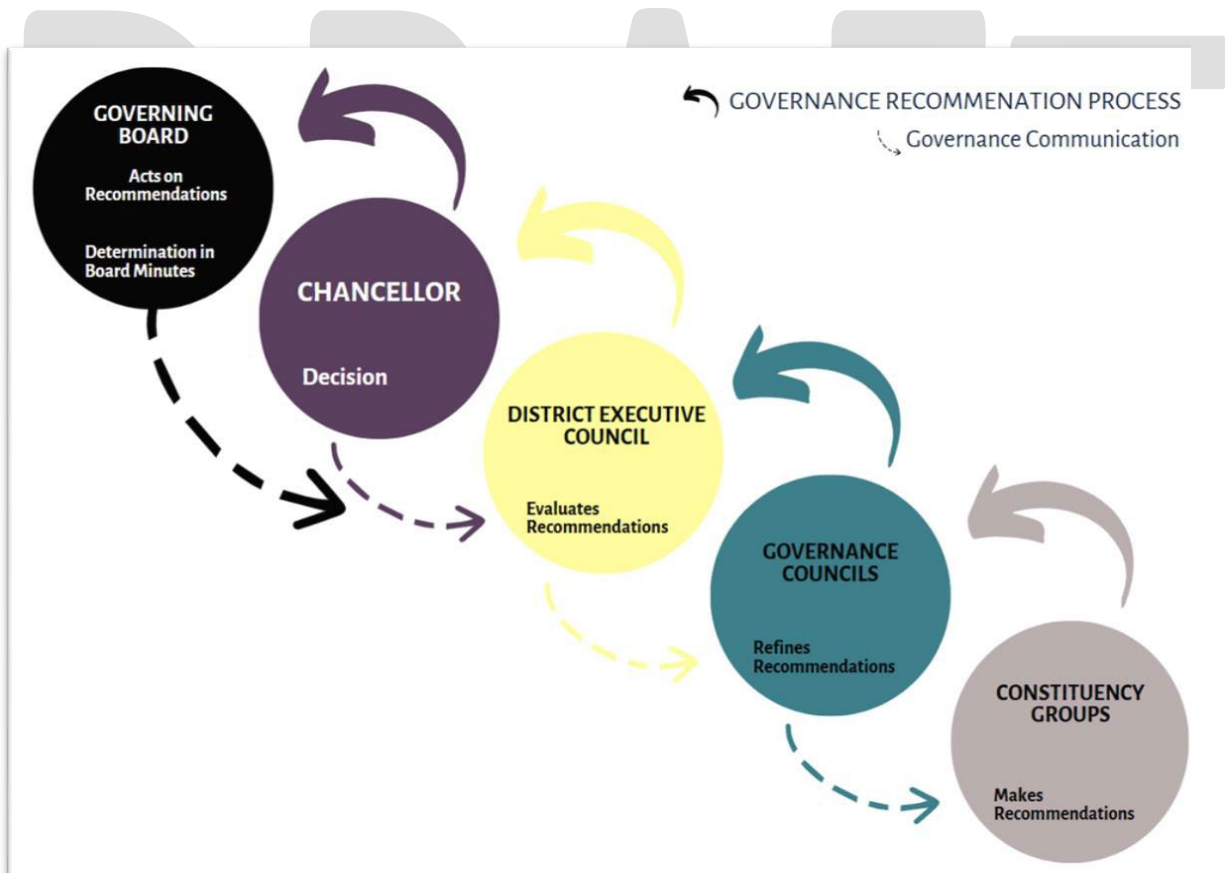 GOVERNANCE RECOMMENATION PROCESS
Governance Communication
GOVERNING
BOARD
Acts on
Recommendations
Determination in
Board Minutes
CHANCELLOR
Decision
DISTRICT EXECUTIVE
COUNCIL
Evaluates
Recommendations
GOVERNANCE
COUNCILS
Refines
Recommendations
CONSTITUENCY
GROUPS
Makes
Recommendations